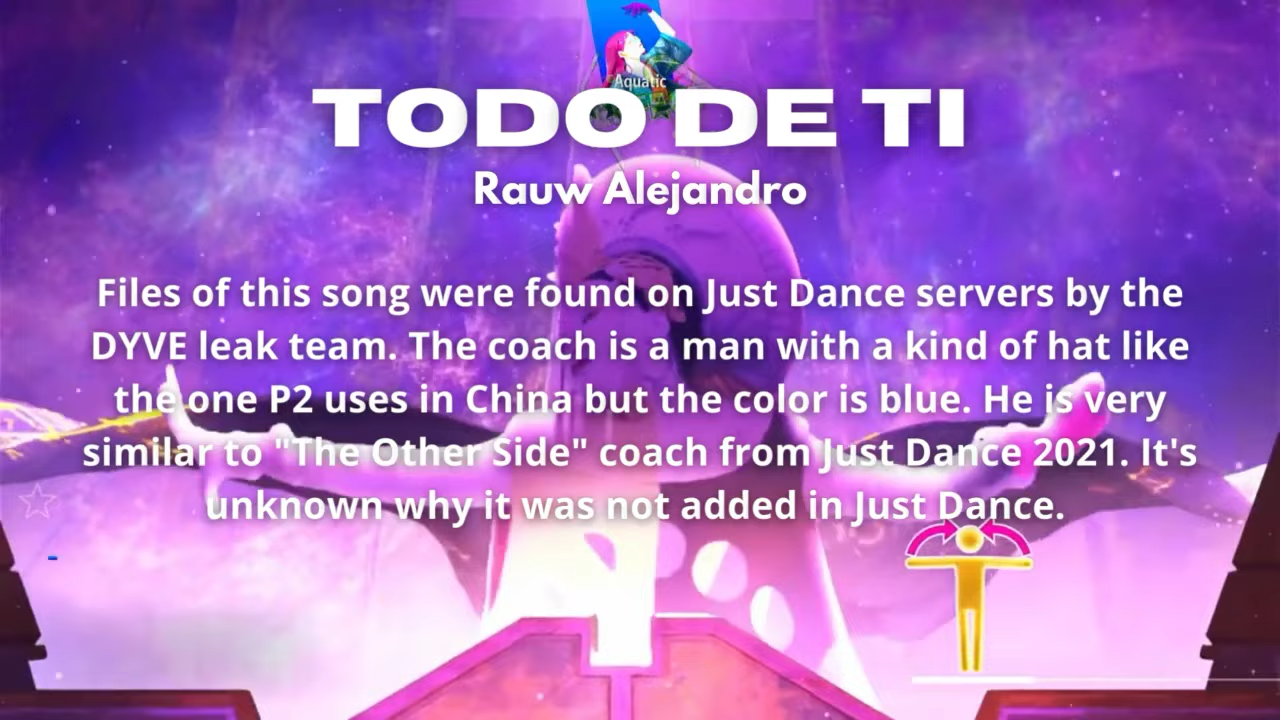 Aquatic
TODO DE TI
Rauw Alejandro
Files of this song were found on Just Dance servers by the
DYVE leak team. The coach is a man with a kind of hat like
the one P2 uses in China but the color is blue. He is very
similar to "The Other Side" coach from Just Dance 2021. It's
unknown why it was not added in Just Dance.